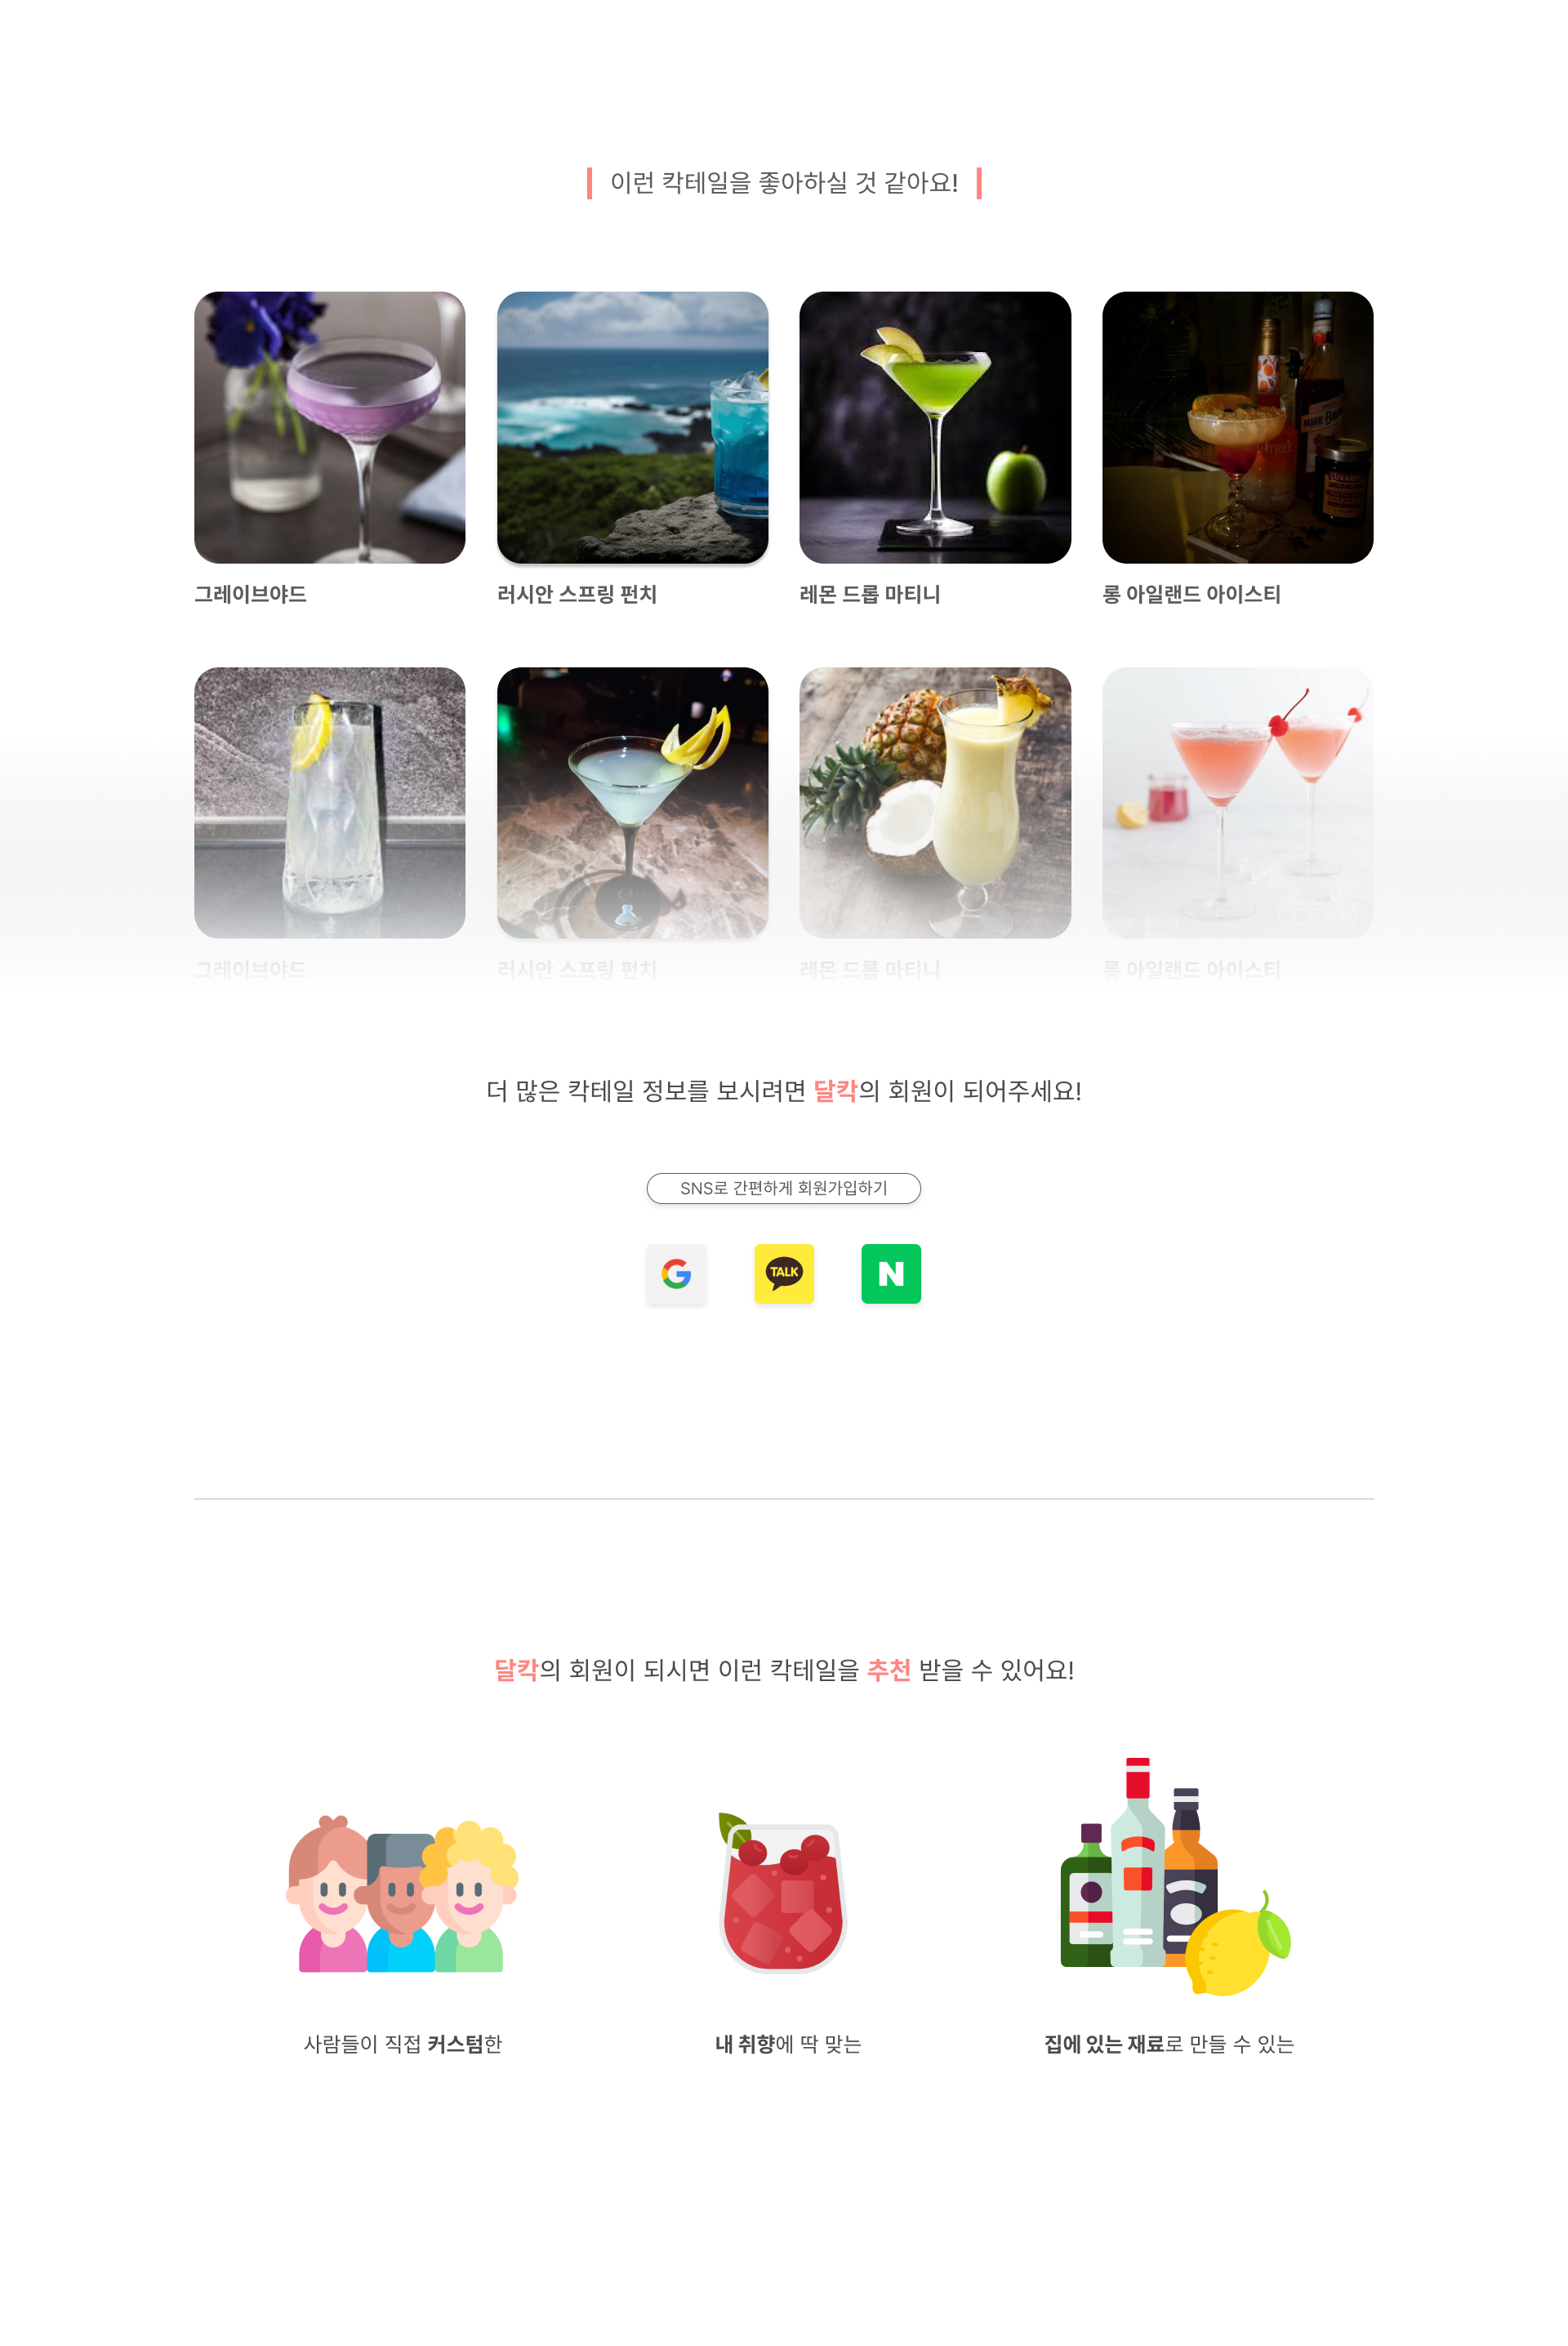 이런 칵테일을 좋아하실 것 같아요!
그레이브야드
러시안 스프링 펀치
레몬 드롭 마티니
롱 아일랜드 아이스티
그레이브야드
러시안 스프링 펀치
레몬 드롭 마티니
롱 아일랜드 아이스티
더 많은 칵테일 정보를 보시려면 달칵의 회원이 되어주세요!
SNS로 간편하게 회원가입하기
G
TALK
N
달칵의 회원이 되시면 이런 칵테일을 추천 받을 수 있어요!
사람들이 직접 커스텀한
내 취향에 딱 맞는
집에 있는 재료로 만들 수 있는